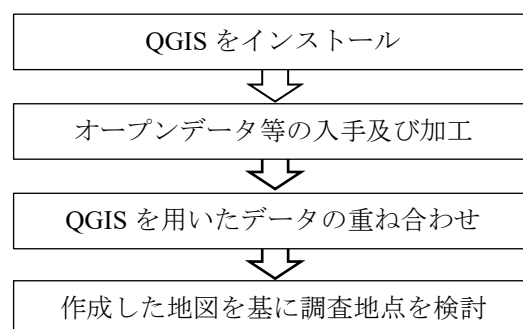 QGIS をインストール
オープンデータ等の入手及び加工
QGIS を用いたデータの重ね合わせ
作成した地図を基に調査地点を検討